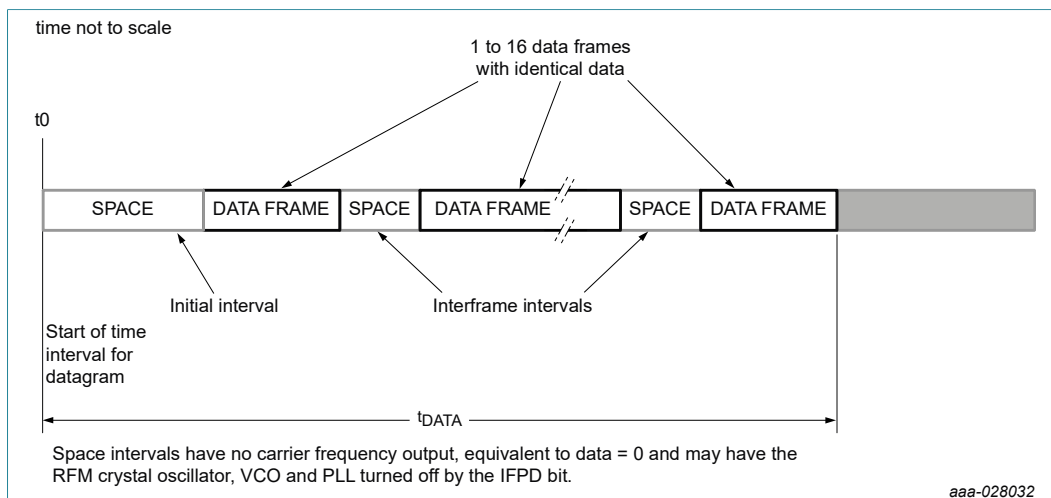 time not to scale
1 to 16 data frames
with identical data
t0
SPACE DATA FRAME SPACE DATA FRAME SPACE DATA FRAME
Initial interval Interframe intervals
Start of time
interval for
datagram
tDATA
Space intervals have no carrier frequency output, equivalent to data = 0 and may have the
RFM crystal oscillator, VCO and PLL turned off by the IFPD bit.
aaa-028032